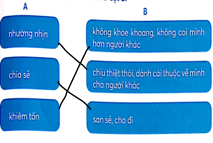 A
B
nhường nhịn
không khoe khoang, không coi mình
hơn người khác
chia sẻ
chịu thiệt thòi, dành cái thuộc về mình
cho người khác
khiêm tốn
san sẻ, cho đi